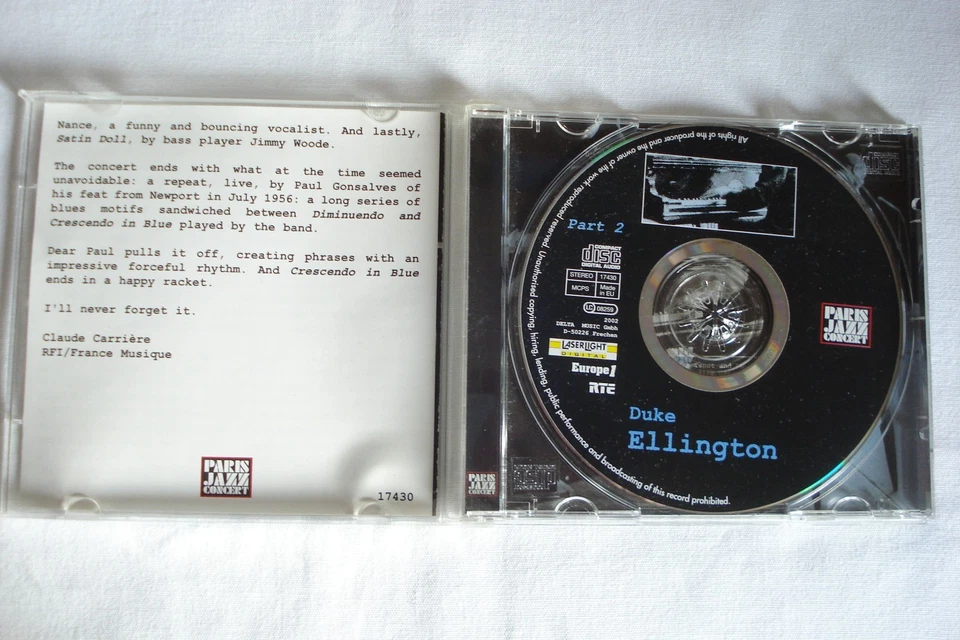 Nance, a funny and bouncing vocalist. And lastly,
Satin Doll, by bass player Jimmy Woode.
The concert ends with what at the time seemed
unavoidable: a repeat, live, by Paul Gonsalves of
his feat from Newport in July 1956: a long series of
blues motifs sandwiched between Diminuendo and
Crescendo in Blue played by the band.
Dear Paul pulls it off, creating phrases with an
impressive forceful rhythm. And Crescendo in Blue
ends in a happy racket.
I'll never forget it.
Claude Carrière
RFI/France Musique
PARIS
JAZZ
CONCERT
17430
PARIS
JAZZ
CONCERT
All rights of the producer and the owner of the work reproduced reserved. Unauthorised copying, hiring, lending, public performance and broadcasting of this record prohibited.
Part 2
COMPACT
disc
DIGITAL AUDIO
STEREO 17430
MCPS Made in EU
LC 08259
2002
DELTA MUSIC GmbH
D-50226 Frechen
LASERLIGHT
DIGITAL
Europe 1
RTE
PARIS
JAZZ
CONCERT
Duke
Ellington